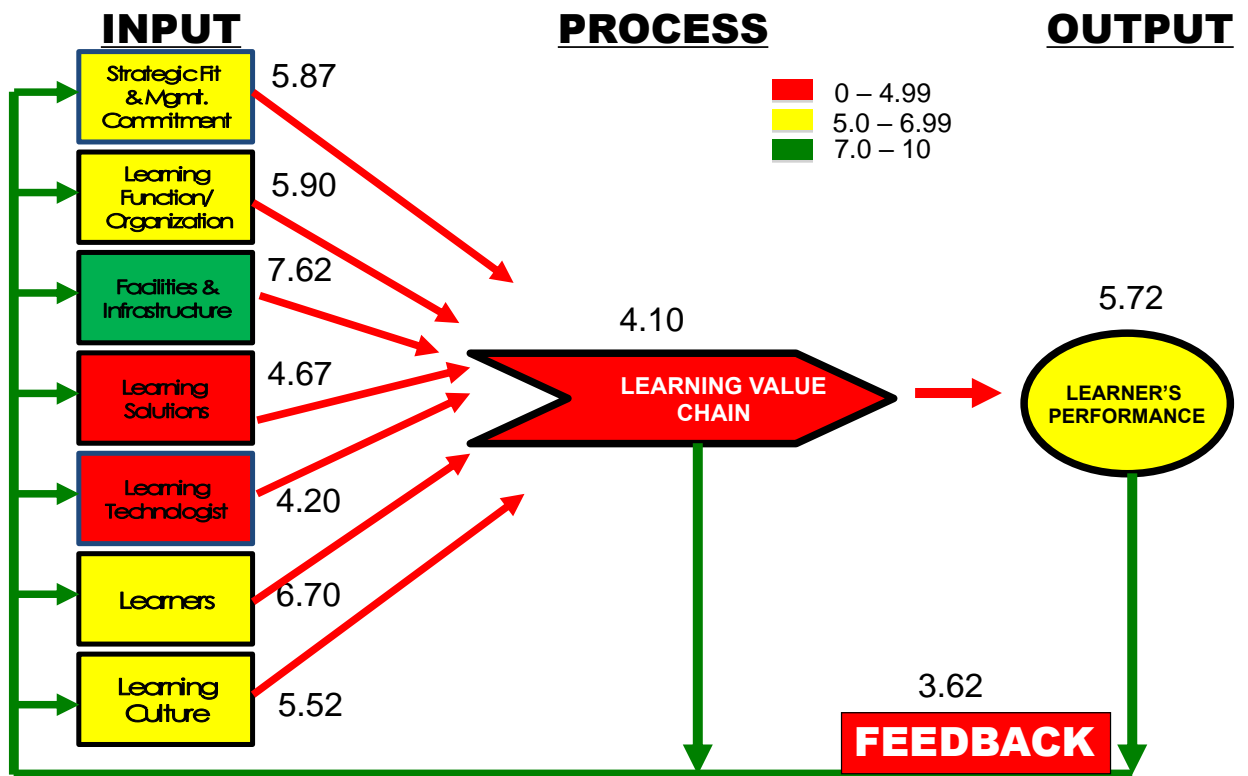 INPUT
PROCESS
OUTPUT
Strategic Fit
& Mgmt.
Commitment
5.87
0 – 4.99
5.0 – 6.99
7.0 – 10
Learning
Function/
Organization
5.90
Facilities &
Infrastructure
7.62
Learning
Solutions
4.67
Learning
Technologist
4.20
Learners
6.70
Learning
Culture
5.52
4.10
LEARNING VALUE
CHAIN
5.72
LEARNER'S
PERFORMANCE
3.62
FEEDBACK